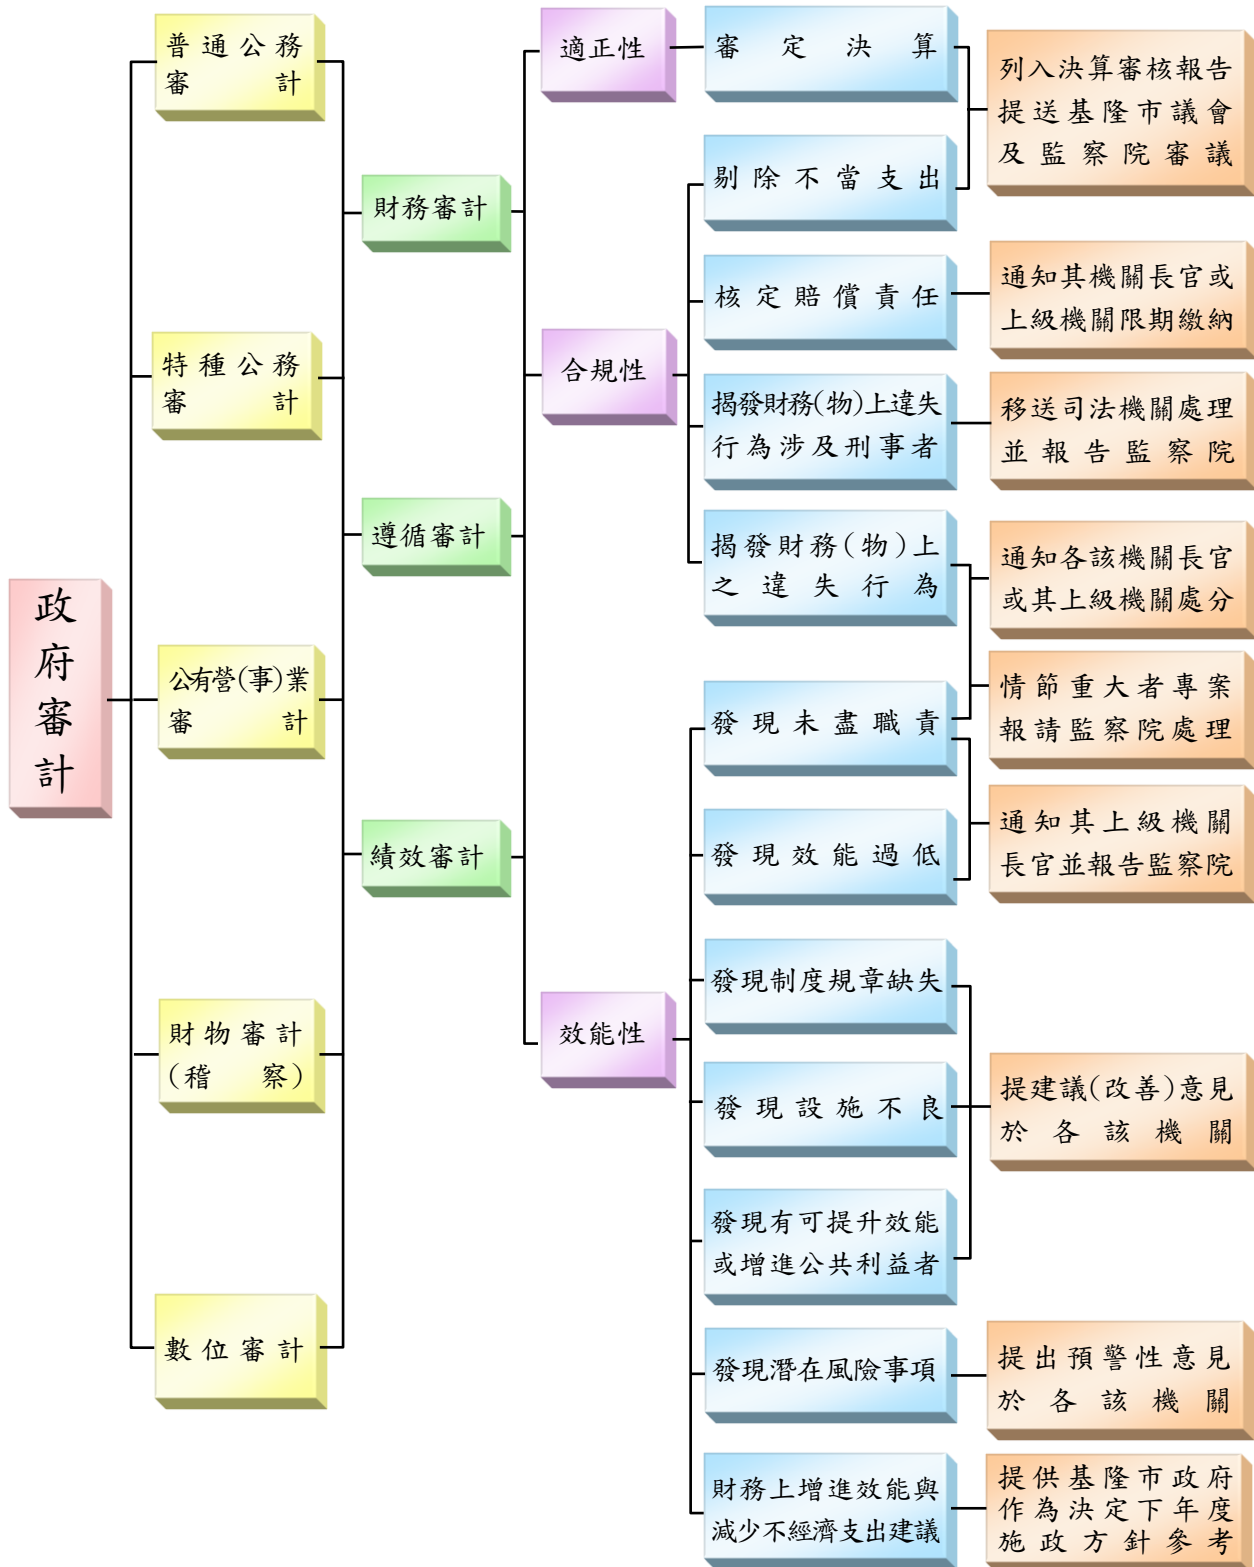 政府審計
普通公務
審計
特種公務
審計
公有營(事)業
審計
財物審計
(稽察)
數位審計
財務審計
遵循審計
績效審計
適正性
合規性
效能性
審定決算
剔除不當支出
核定賠償責任
揭發財務(物)上違失
行為涉及刑事者
揭發財務(物)上
之違失行為
發現未盡職責
發現效能過低
發現制度規章缺失
發現設施不良
發現有可提升效能
或增進公共利益者
發現潛在風險事項
財務上增進效能與
減少不經濟支出建議
列入決算審核報告
提送基隆市議會
及監察院審議
通知其機關長官或
上級機關限期繳納
移送司法機關處理
並報告監察院
通知各該機關長官
或其上級機關處分
情節重大者專案
報請監察院處理
通知其上級機關
長官並報告監察院
提建議(改善)意見
於各該機關
提出預警性意見
於各該機關
提供基隆市政府
作為決定下年度
施政方針參考